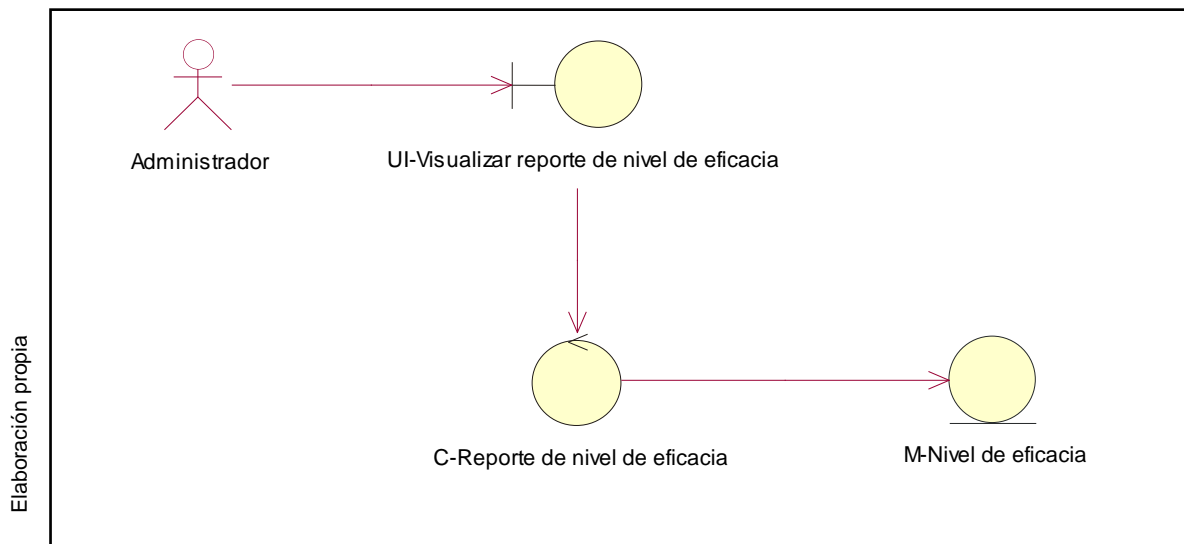 Administrador
UI-Visualizar reporte de nivel de eficacia
C-Reporte de nivel de eficacia
M-Nivel de eficacia
Elaboración propia